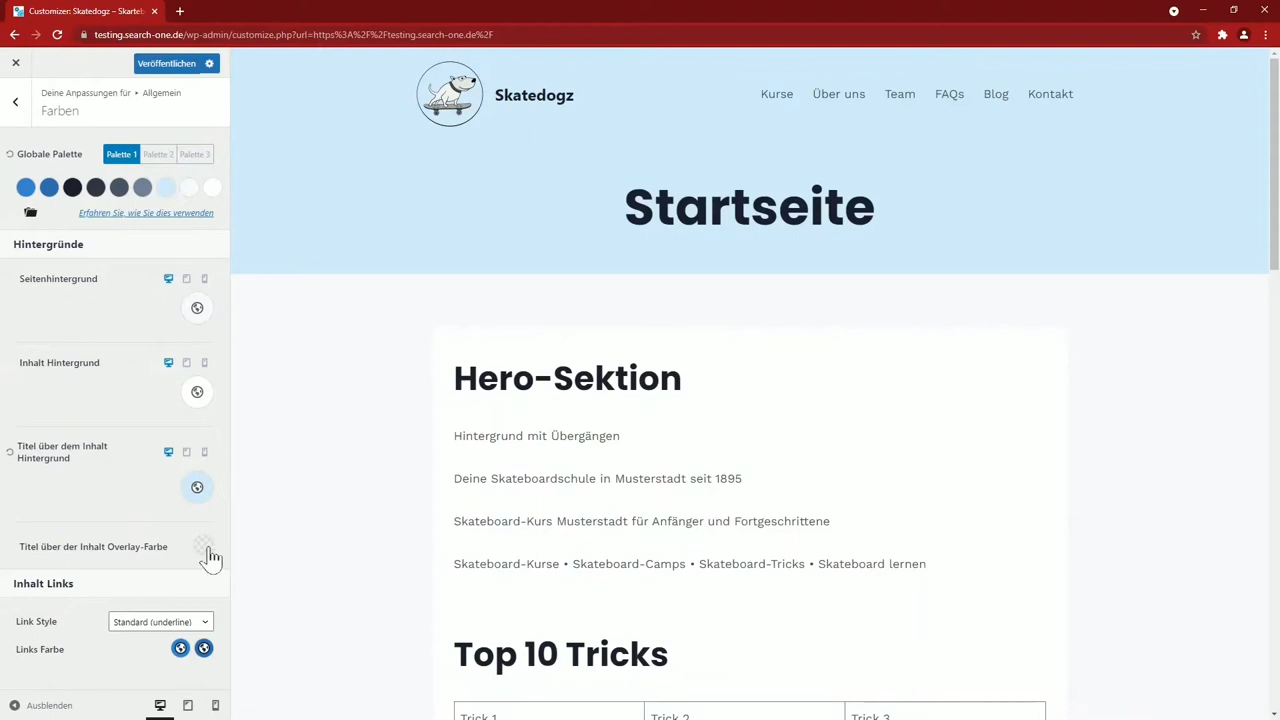 Customizer: Skatedogz – Skarteb
testing.search-one.de/wp-admin/customize.php?url=https%3A%2F%2Ftesting.search-one.de%2F
Veröffentlichen
Deine Anpassungen für ▸ Allgemein
Farben
Globale Palette
Palette 1
Palette 2
Palette 3
Erfahren Sie, wie Sie dies verwenden
Hintergründe
Seitenhintergrund
Inhalt Hintergrund
Titel über dem Inhalt
Hintergrund
Titel über der Inhalt Overlay-Farbe
Inhalt Links
Link Style
Standard (underline)
Links Farbe
Ausblenden
Skatedogz
Kurse
Über uns
Team
FAQs
Blog
Kontakt
Startseite
Hero-Sektion
Hintergrund mit Übergängen
Deine Skateboardschule in Musterstadt seit 1895
Skateboard-Kurs Musterstadt für Anfänger und Fortgeschrittene
Skateboard-Kurse • Skateboard-Camps • Skateboard-Tricks • Skateboard lernen
Top 10 Tricks
Trick 1
Trick 2
Trick 3